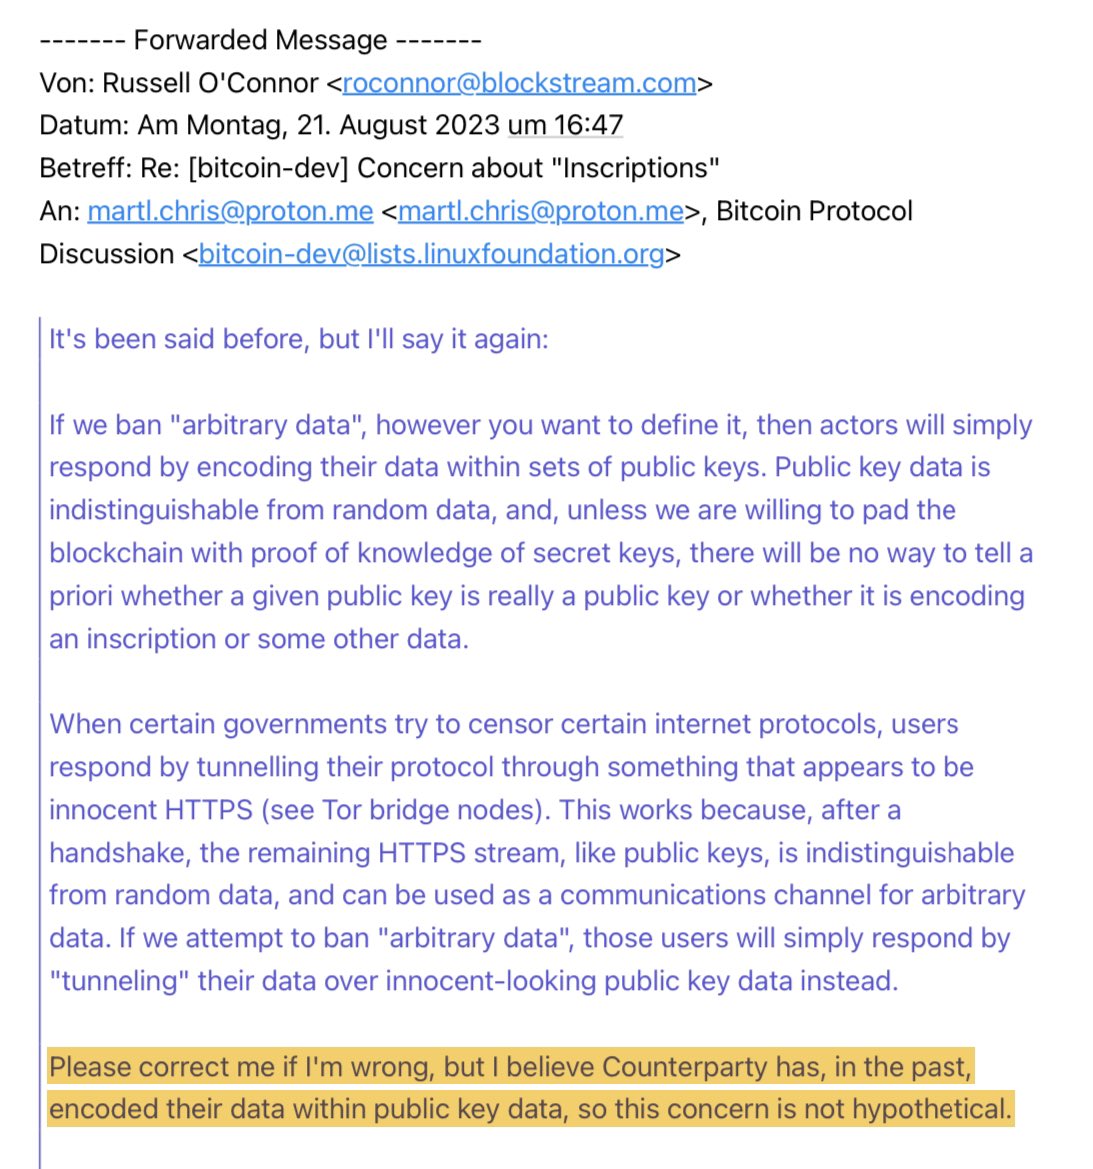 ------- Forwarded Message -------
Von: Russell O'Connor <roconnor@blockstream.com>
Datum: Am Montag, 21. August 2023 um 16:47
Betreff: Re: [bitcoin-dev] Concern about "Inscriptions"
An: martl.chris@proton.me <martl.chris@proton.me>, Bitcoin Protocol
Discussion <bitcoin-dev@lists.linuxfoundation.org>
It's been said before, but I'll say it again:
If we ban "arbitrary data", however you want to define it, then actors will simply
respond by encoding their data within sets of public keys. Public key data is
indistinguishable from random data, and, unless we are willing to pad the
blockchain with proof of knowledge of secret keys, there will be no way to tell a
priori whether a given public key is really a public key or whether it is encoding
an inscription or some other data.
When certain governments try to censor certain internet protocols, users
respond by tunnelling their protocol through something that appears to be
innocent HTTPS (see Tor bridge nodes). This works because, after a
handshake, the remaining HTTPS stream, like public keys, is indistinguishable
from random data, and can be used as a communications channel for arbitrary
data. If we attempt to ban "arbitrary data", those users will simply respond by
"tunneling" their data over innocent-looking public key data instead.
Please correct me if I'm wrong, but I believe Counterparty has, in the past,
encoded their data within public key data, so this concern is not hypothetical.